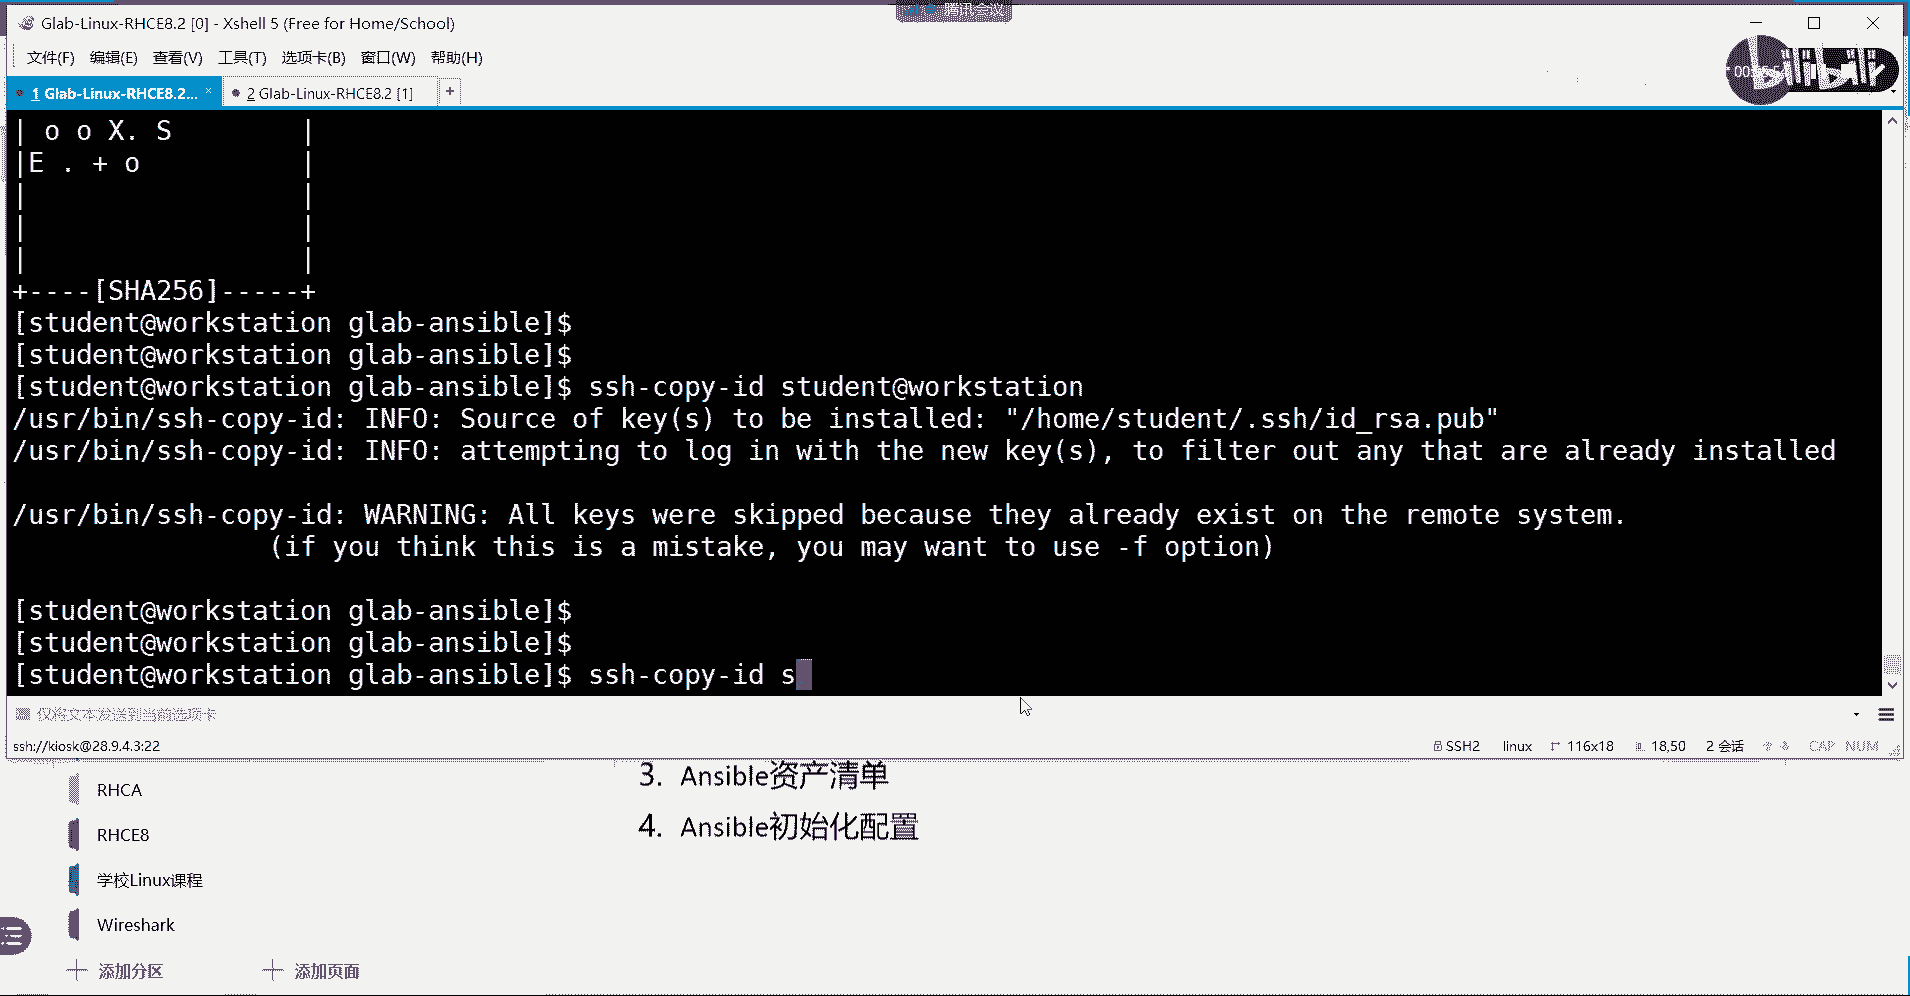 腾讯会议
Glab-Linux-RHCE8.2 [0] - Xshell 5 (Free for Home/School)
文件(F) 编辑(E) 查看(V) 工具(T) 选项卡(B) 窗口(W) 帮助(H)
bilibili
1 Glab-Linux-RHCE8.2... × 2 Glab-Linux-RHCE8.2 [1] +
| o o X. S        |
|E . + o          |
|                 |
|                 |
|                 |
+----[SHA256]-----+
[student@workstation glab-ansible]$
[student@workstation glab-ansible]$
[student@workstation glab-ansible]$ ssh-copy-id student@workstation
/usr/bin/ssh-copy-id: INFO: Source of key(s) to be installed: "/home/student/.ssh/id_rsa.pub"
/usr/bin/ssh-copy-id: INFO: attempting to log in with the new key(s), to filter out any that are already installed
/usr/bin/ssh-copy-id: WARNING: All keys were skipped because they already exist on the remote system.
(if you think this is a mistake, you may want to use -f option)
[student@workstation glab-ansible]$
[student@workstation glab-ansible]$
[student@workstation glab-ansible]$ ssh-copy-id s
仅将文本发送到当前选项卡
ssh://kiosk@28.9.4.3:22 SSH2 linux 116x18 18,50 2 会话 CAP NUM
3. Ansible资产清单
4. Ansible初始化配置
RHCA
RHCE8
学校Linux课程
Wireshark
添加分区 添加页面